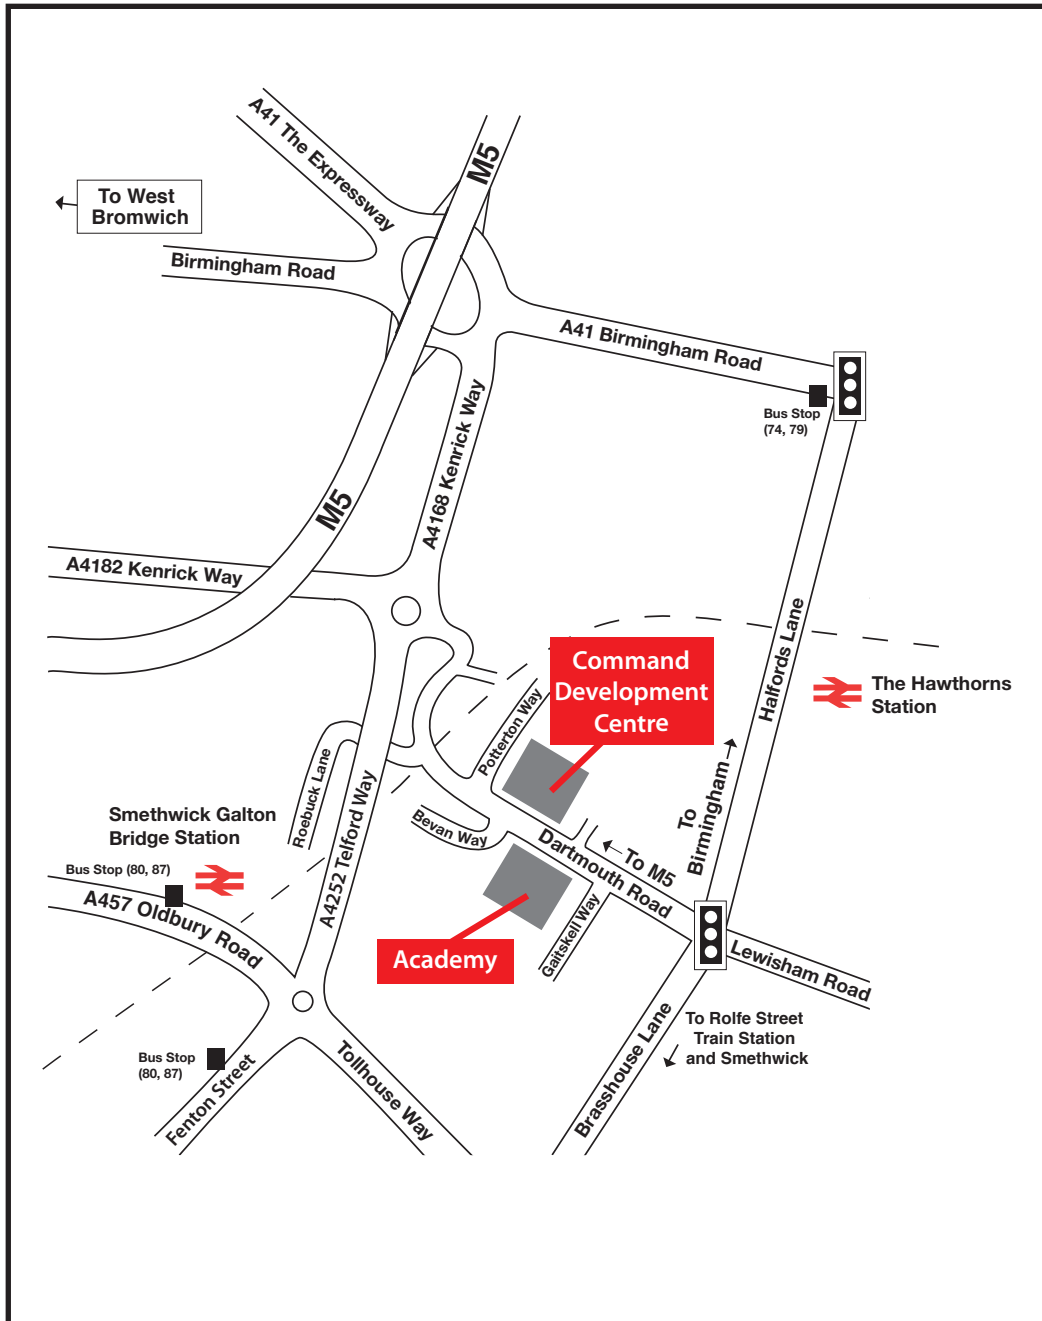 A41 The Expressway
M5
To West
Bromwich
Birmingham Road
A41 Birmingham Road
Bus Stop
(74, 79)
A4168 Kenrick Way
M5
A4182 Kenrick Way
Halfords Lane
Command
Development
Centre
The Hawthorns
Station
Potterton Way
To
Birmingham
Roebuck Lane
A4252 Telford Way
Smethwick Galton
Bridge Station
Bevan Way
Dartmouth Road
To M5
Bus Stop (80, 87)
A457 Oldbury Road
Gaitskell Way
Academy
Lewisham Road
Brasshouse Lane
To Rolfe Street
Train Station
and Smethwick
Bus Stop
(80, 87)
Fenton Street
Tollhouse Way